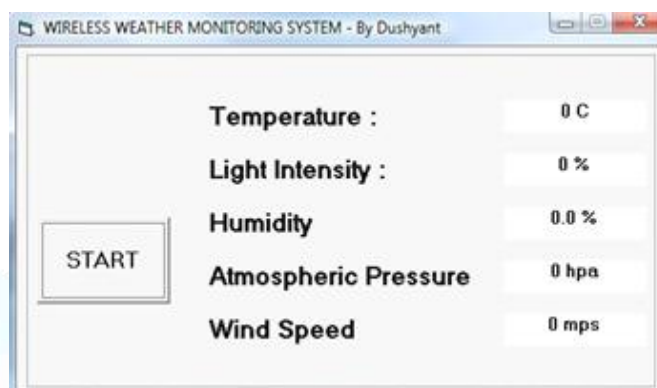 WIRELESS WEATHER MONITORING SYSTEM - By Dushyant
Temperature : 0 C
Light Intensity : 0 %
Humidity 0.0 %
START
Atmospheric Pressure 0 hpa
Wind Speed 0 mps